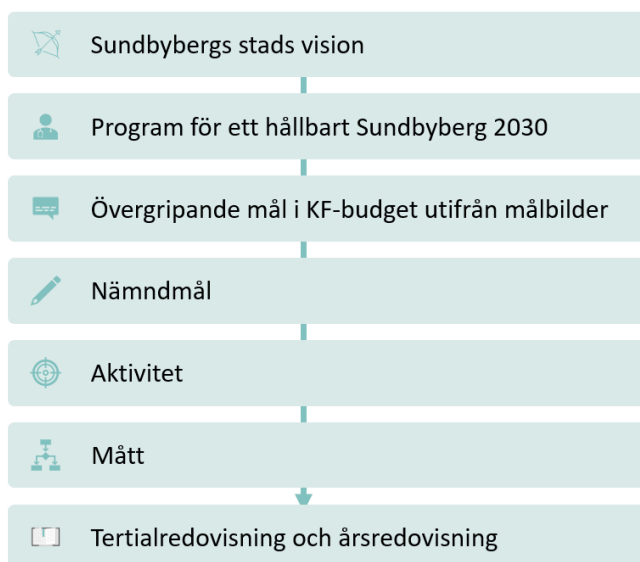 Sundbybergs stads vision
Program för ett hållbart Sundbyberg 2030
Övergripande mål i KF-budget utifrån målbilder
Nämndmål
Aktivitet
Mått
Tertialredovisning och årsredovisning